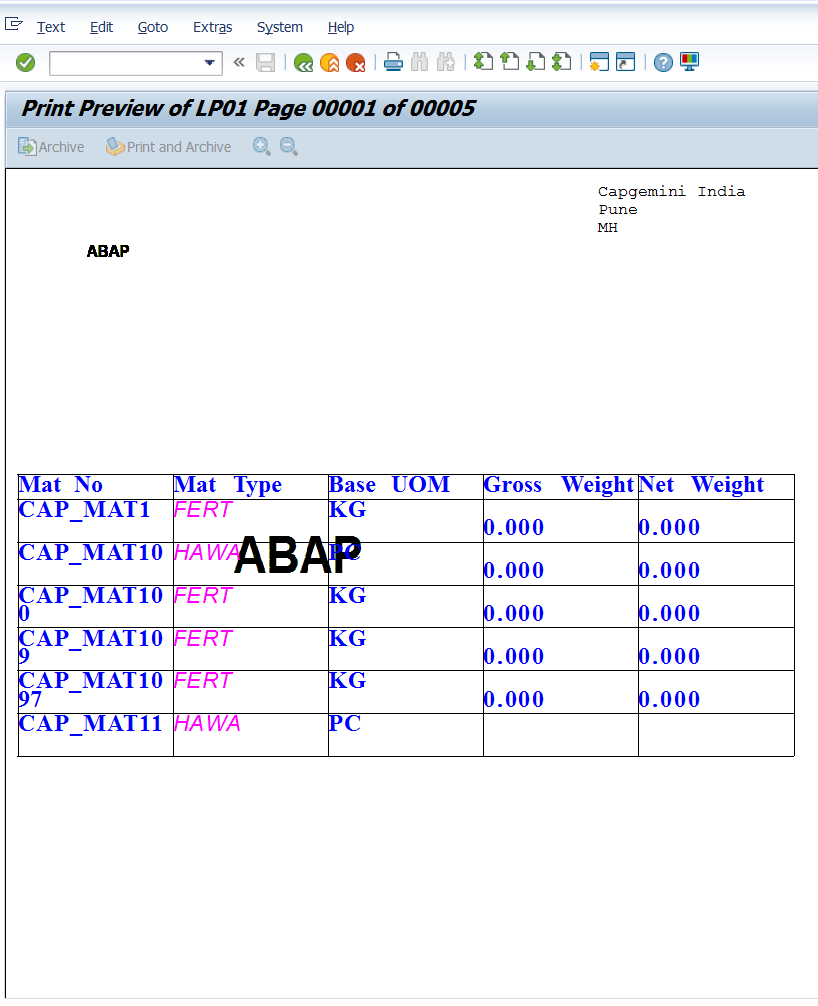 Text Edit Goto Extras System Help
Print Preview of LP01 Page 00001 of 00005
Archive Print and Archive
Capgemini India
Pune
MH
ABAP
Mat No Mat Type Base UOM Gross Weight Net Weight
CAP_MAT1 FERT KG 0.000 0.000
CAP_MAT10 HAWA PC 0.000 0.000
ABAP
CAP_MAT10 FERT KG
0 0.000 0.000
CAP_MAT10 FERT KG
9 0.000 0.000
CAP_MAT10 FERT KG
97 0.000 0.000
CAP_MAT11 HAWA PC